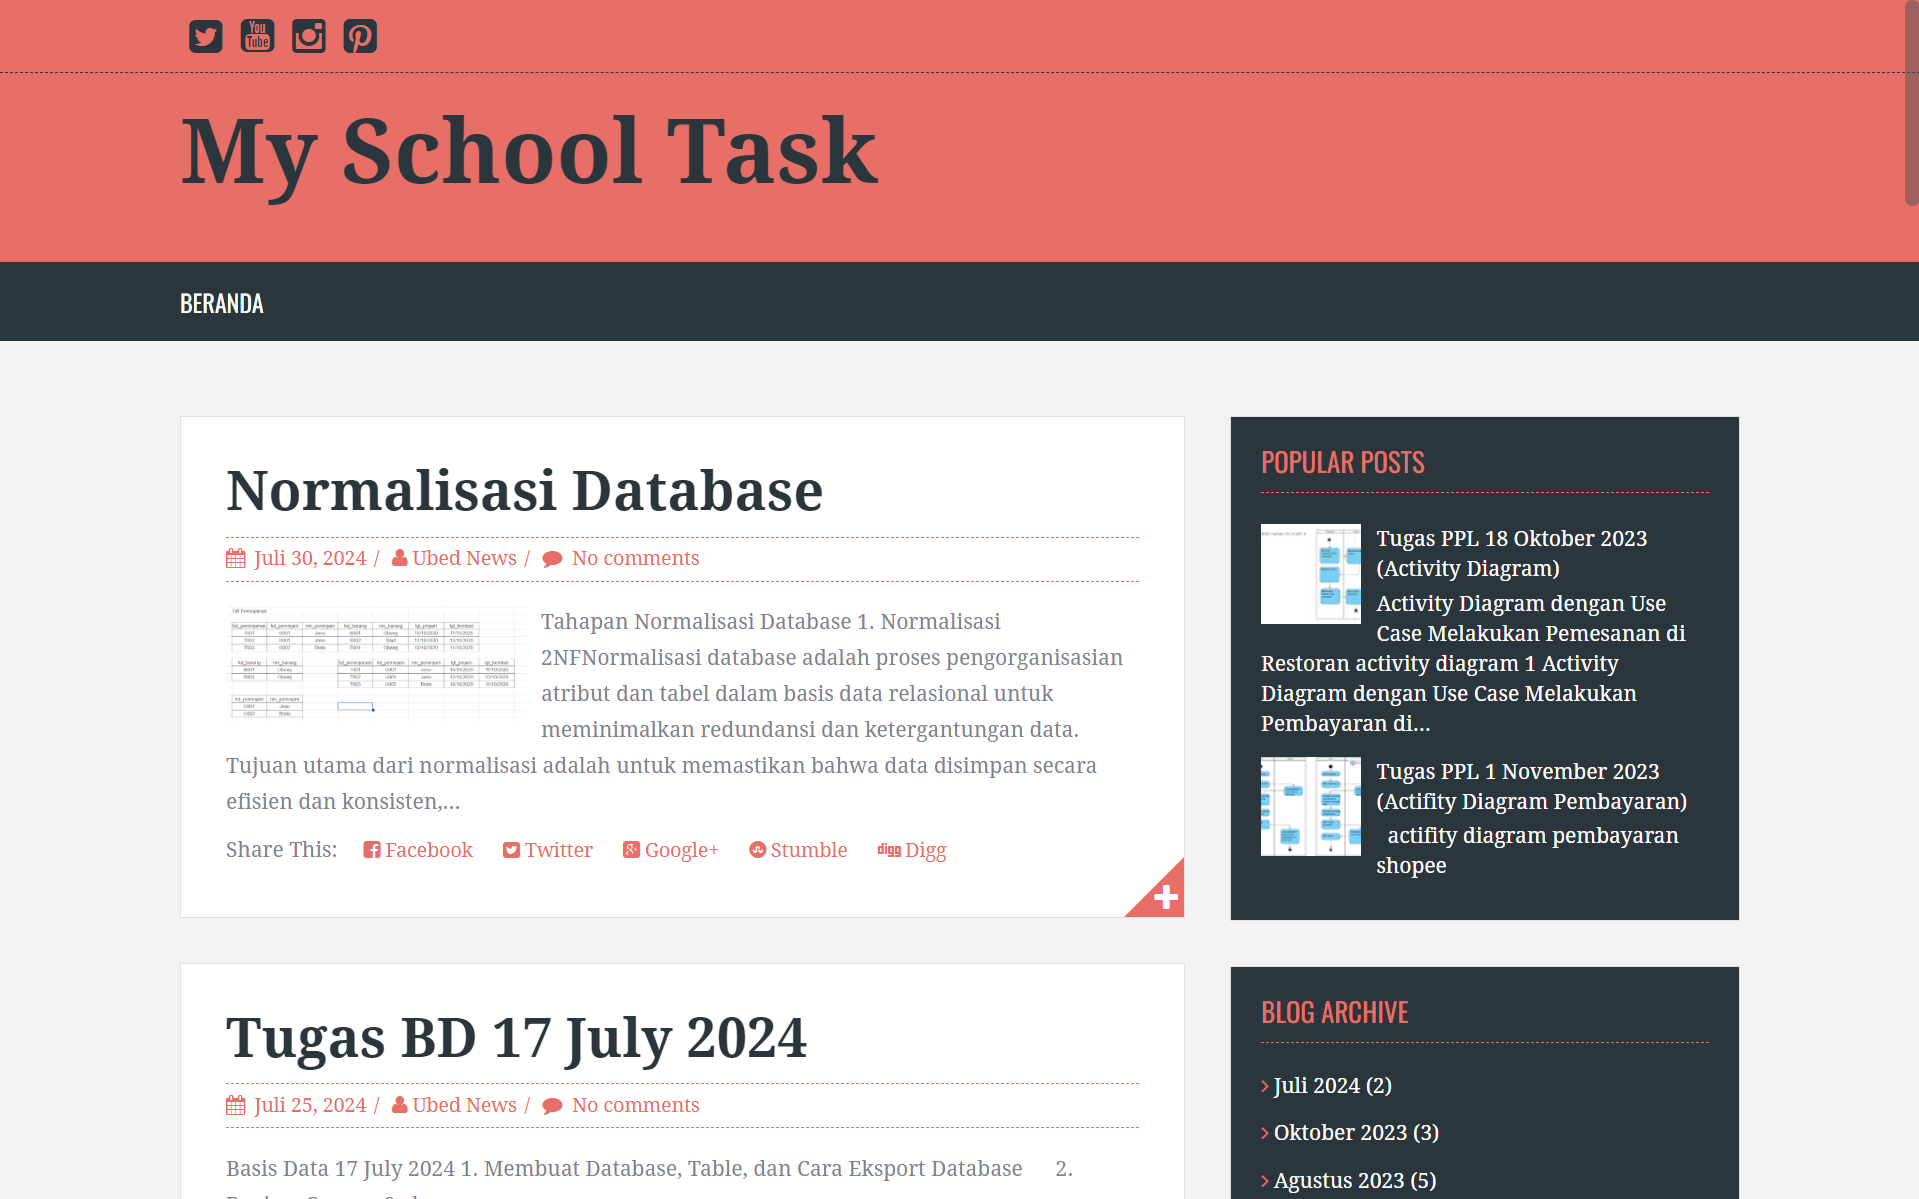 You
Tube
My School Task
BERANDA
Normalisasi Database
Juli 30, 2024 / Ubed News / No comments
Tahapan Normalisasi Database 1. Normalisasi
2NFNormalisasi database adalah proses pengorganisasian
atribut dan tabel dalam basis data relasional untuk
meminimalkan redundansi dan ketergantungan data.
Tujuan utama dari normalisasi adalah untuk memastikan bahwa data disimpan secara
efisien dan konsisten,...
Share This: Facebook Twitter Google+ Stumble digg Digg
Tugas BD 17 July 2024
Juli 25, 2024 / Ubed News / No comments
Basis Data 17 July 2024 1. Membuat Database, Table, dan Cara Eksport Database 2.
POPULAR POSTS
Tugas PPL 18 Oktober 2023
(Activity Diagram)
Activity Diagram dengan Use
Case Melakukan Pemesanan di
Restoran activity diagram 1 Activity
Diagram dengan Use Case Melakukan
Pembayaran di...
Tugas PPL 1 November 2023
(Actifity Diagram Pembayaran)
actifity diagram pembayaran
shopee
BLOG ARCHIVE
Juli 2024 (2)
Oktober 2023 (3)
Agustus 2023 (5)